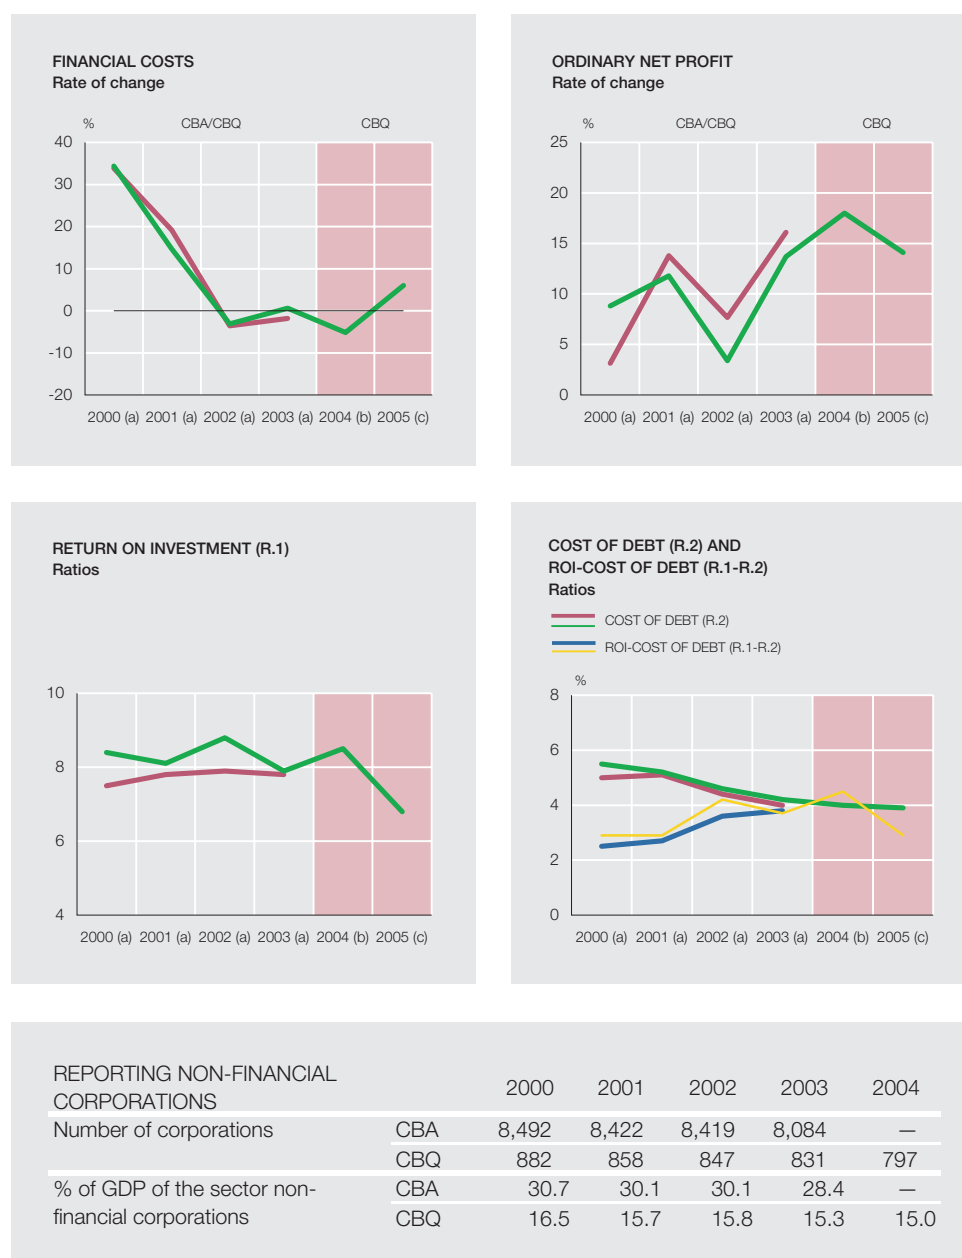 FINANCIAL COSTS
Rate of change
% CBA/CBQ CBQ
40
30
20
10
0
-10
-20
2000 (a) 2001 (a) 2002 (a) 2003 (a) 2004 (b) 2005 (c)
ORDINARY NET PROFIT
Rate of change
% CBA/CBQ CBQ
25
20
15
10
5
0
2000 (a) 2001 (a) 2002 (a) 2003 (a) 2004 (b) 2005 (c)
RETURN ON INVESTMENT (R.1)
Ratios
10
8
6
4
2000 (a) 2001 (a) 2002 (a) 2003 (a) 2004 (b) 2005 (c)
COST OF DEBT (R.2) AND
ROI-COST OF DEBT (R.1-R.2)
Ratios
COST OF DEBT (R.2)
ROI-COST OF DEBT (R.1-R.2)
%
8
6
4
2
0
2000 (a) 2001 (a) 2002 (a) 2003 (a) 2004 (b) 2005 (c)
REPORTING NON-FINANCIAL
CORPORATIONS 2000 2001 2002 2003 2004
Number of corporations CBA 8,492 8,422 8,419 8,084 —
CBQ 882 858 847 831 797
% of GDP of the sector non- CBA 30.7 30.1 30.1 28.4 —
financial corporations CBQ 16.5 15.7 15.8 15.3 15.0